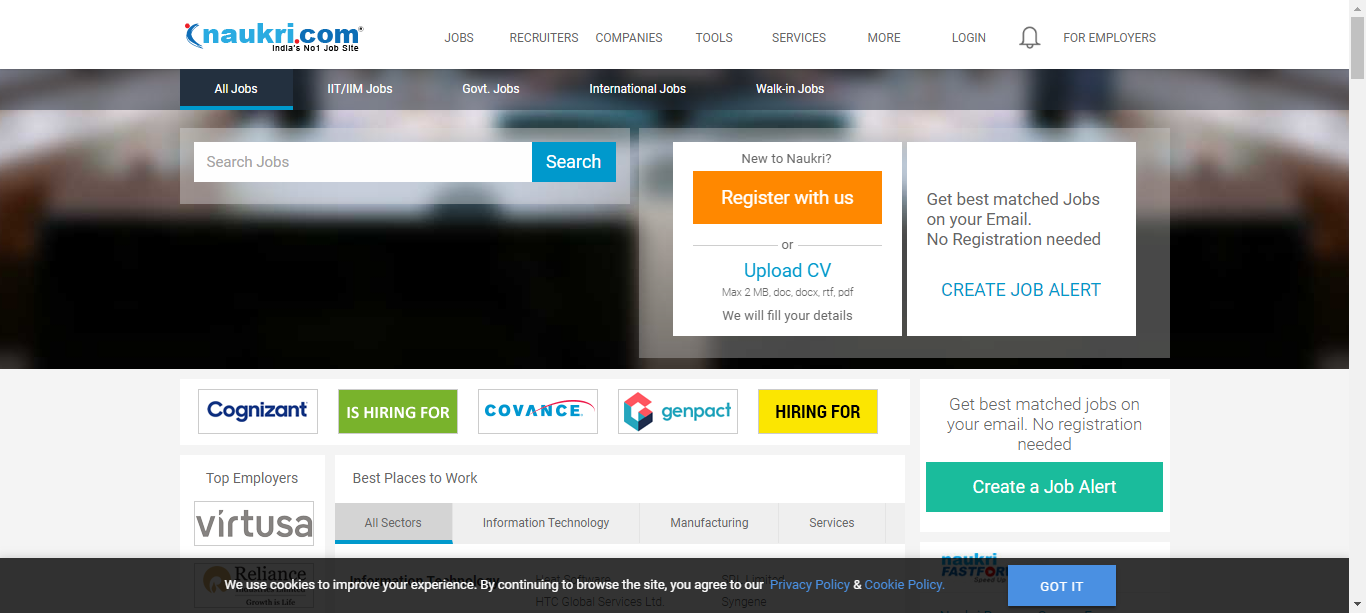 naukri.com
India's No1 Job Site
JOBS RECRUITERS COMPANIES TOOLS SERVICES MORE LOGIN FOR EMPLOYERS
All Jobs IIT/IIM Jobs Govt. Jobs International Jobs Walk-in Jobs
Search Jobs Search
New to Naukri?
Register with us
or
Upload CV
Max 2 MB, doc, docx, rtf, pdf
We will fill your details
Get best matched Jobs
on your Email.
No Registration needed
CREATE JOB ALERT
Cognizant IS HIRING FOR COVANCE genpact HIRING FOR
Get best matched jobs on
your email. No registration
needed
Create a Job Alert
Top Employers
virtusa
Reliance
Industries Limited
Growth is Life
Best Places to Work
All Sectors Information Technology Manufacturing Services
Information Technology
HTC Global Services Ltd. Syngene
naukri
FASTFORWARD
We use cookies to improve your experience. By continuing to browse the site, you agree to our Privacy Policy & Cookie Policy.
GOT IT